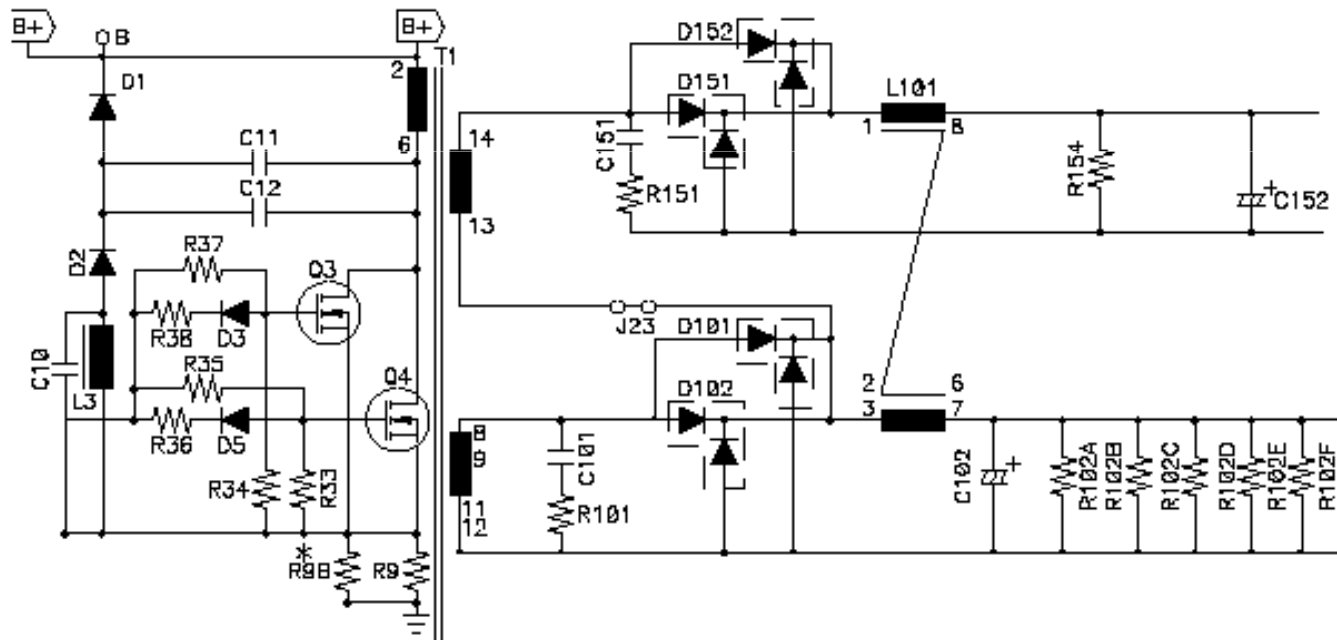 B+
OB
B+
T1
D152
D1
2
D151
L101
C11
6
14
C151
1
8
R154
C12
R151
13
C152
+
D2
R37
Q3
R38
D3
J23
D101
C10
R35
Q4
D102
2
6
L3
R36
D5
8
9
C101
3
7
C102
+
R102A
R102B
R102C
R102D
R102E
R102F
R34
R33
11
12
R101
*
R9B
R9